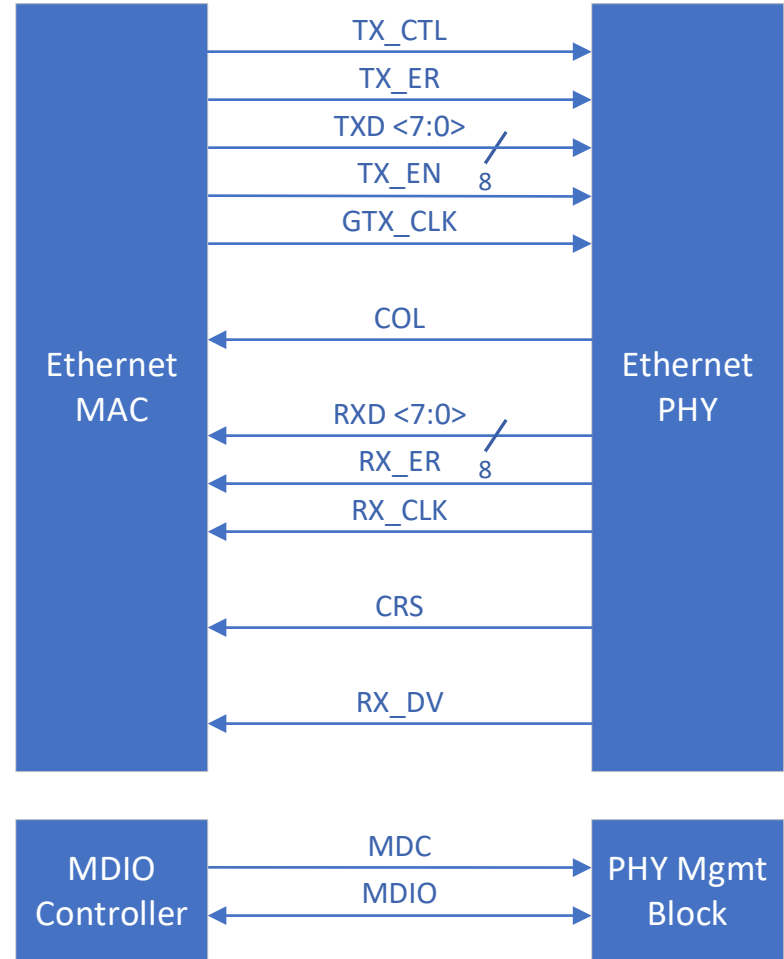 TX_CTL
TX_ER
TXD <7:0>
8
TX_EN
GTX_CLK
COL
Ethernet
MAC
Ethernet
PHY
RXD <7:0>
8
RX_ER
RX_CLK
CRS
RX_DV
MDIO
Controller
MDC
MDIO
PHY Mgmt
Block